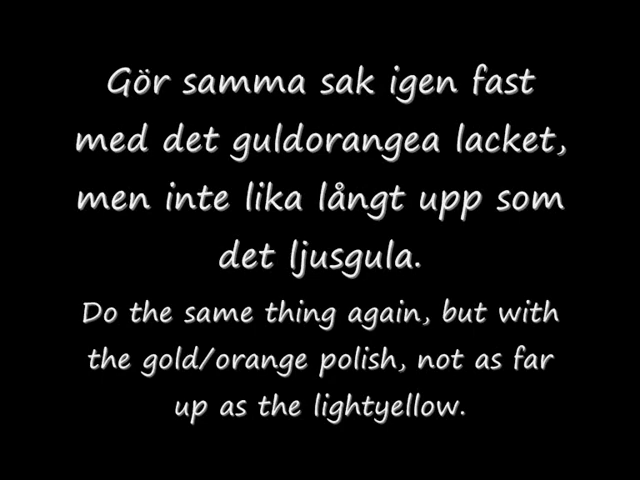 Gör samma sak igen fast
med det guldorangea lacket,
men inte lika långt upp som
det ljusgula.
Do the same thing again, but with
the gold/orange polish, not as far
up as the lightyellow.